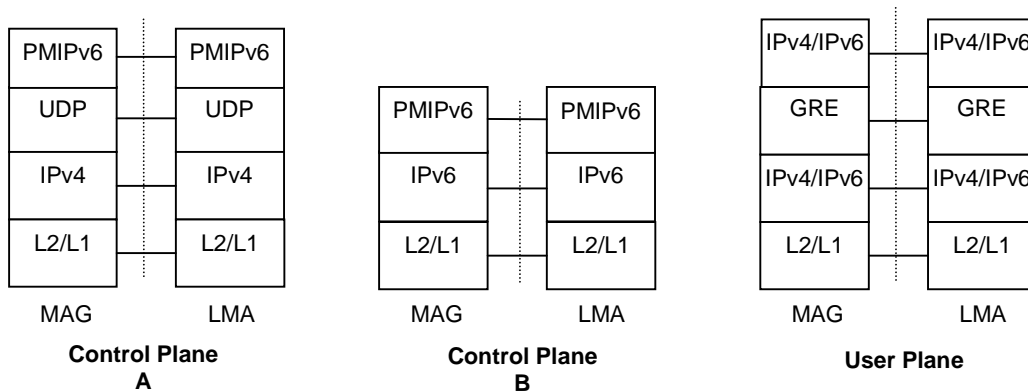 PMIPv6 PMIPv6
UDP UDP
IPv4 IPv4
L2/L1 L2/L1
MAG LMA
Control Plane
A
PMIPv6 PMIPv6
IPv6 IPv6
L2/L1 L2/L1
MAG LMA
Control Plane
B
IPv4/IPv6 IPv4/IPv6
GRE GRE
IPv4/IPv6 IPv4/IPv6
L2/L1 L2/L1
MAG LMA
User Plane